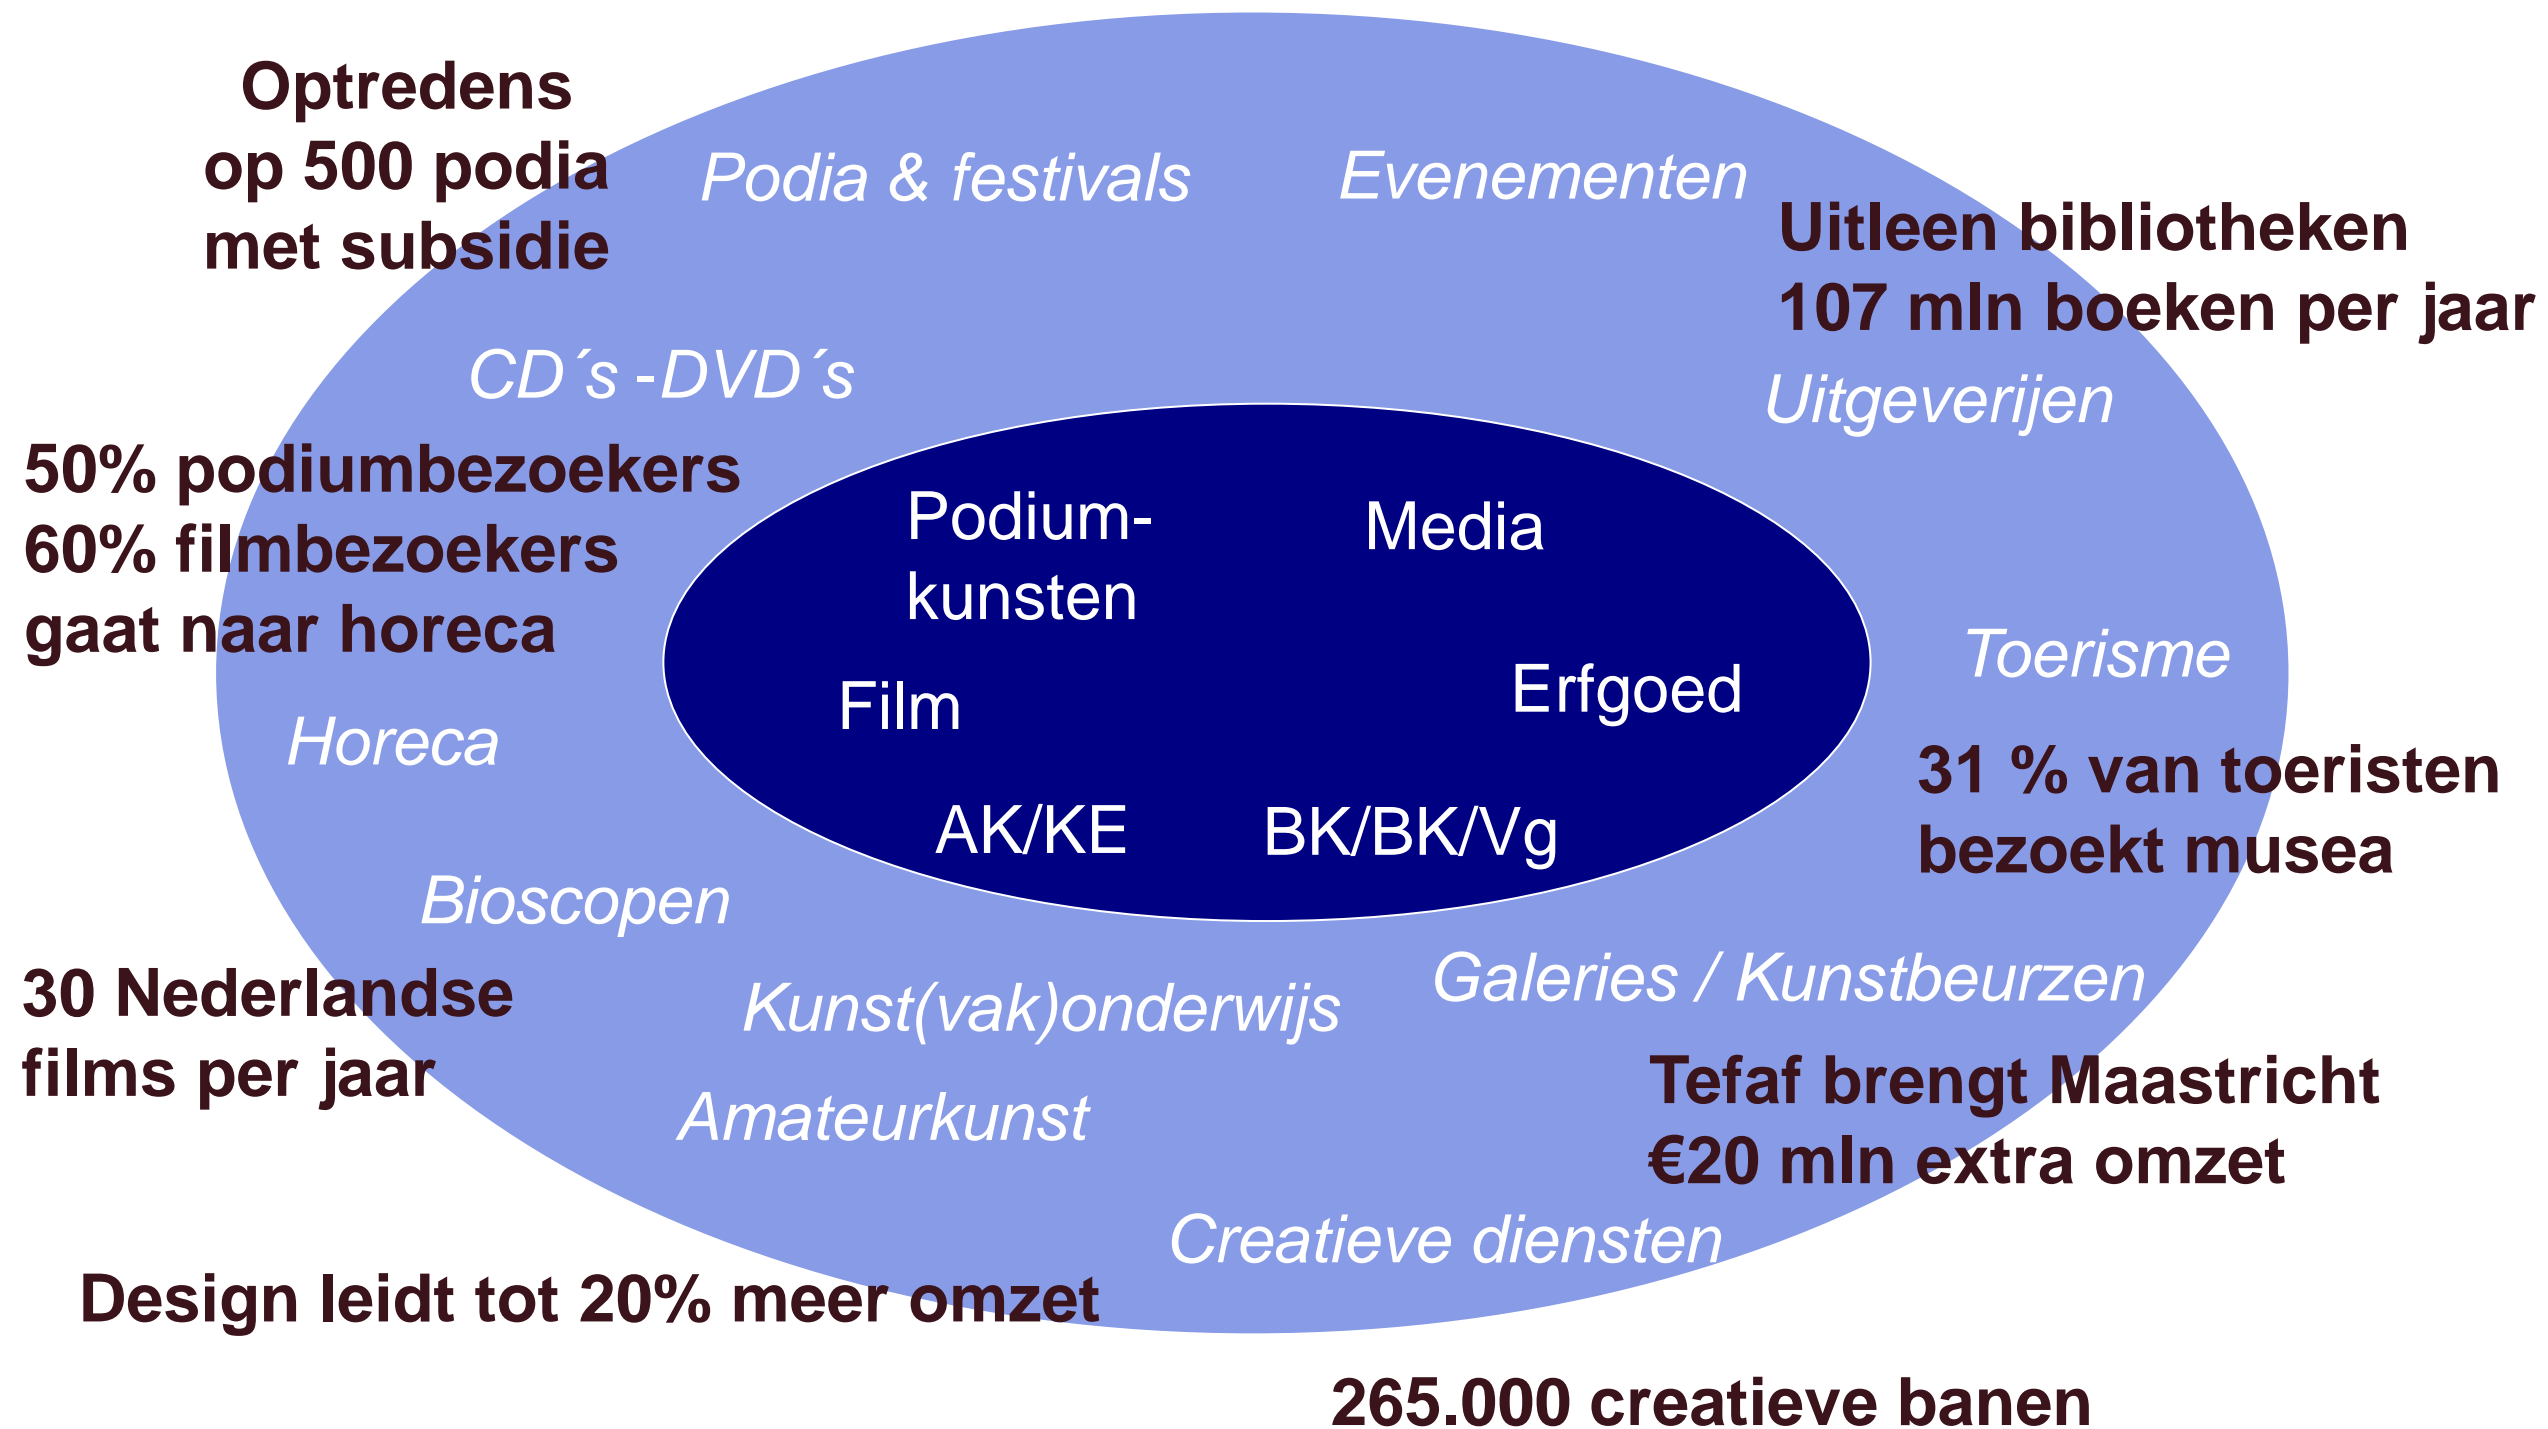 Optredens
op 500 podia
met subsidie
Podia & festivals
Evenementen
Uitleen bibliotheken
107 mln boeken per jaar
CD´s -DVD´s
Uitgeverijen
50% podiumbezoekers
60% filmbezoekers
gaat naar horeca
Podium-
kunsten
Media
Film
Erfgoed
AK/KE
BK/BK/Vg
Toerisme
Horeca
31 % van toeristen
bezoekt musea
Bioscopen
30 Nederlandse
films per jaar
Kunst(vak)onderwijs
Galeries / Kunstbeurzen
Amateurkunst
Tefaf brengt Maastricht
€20 mln extra omzet
Creatieve diensten
Design leidt tot 20% meer omzet
265.000 creatieve banen